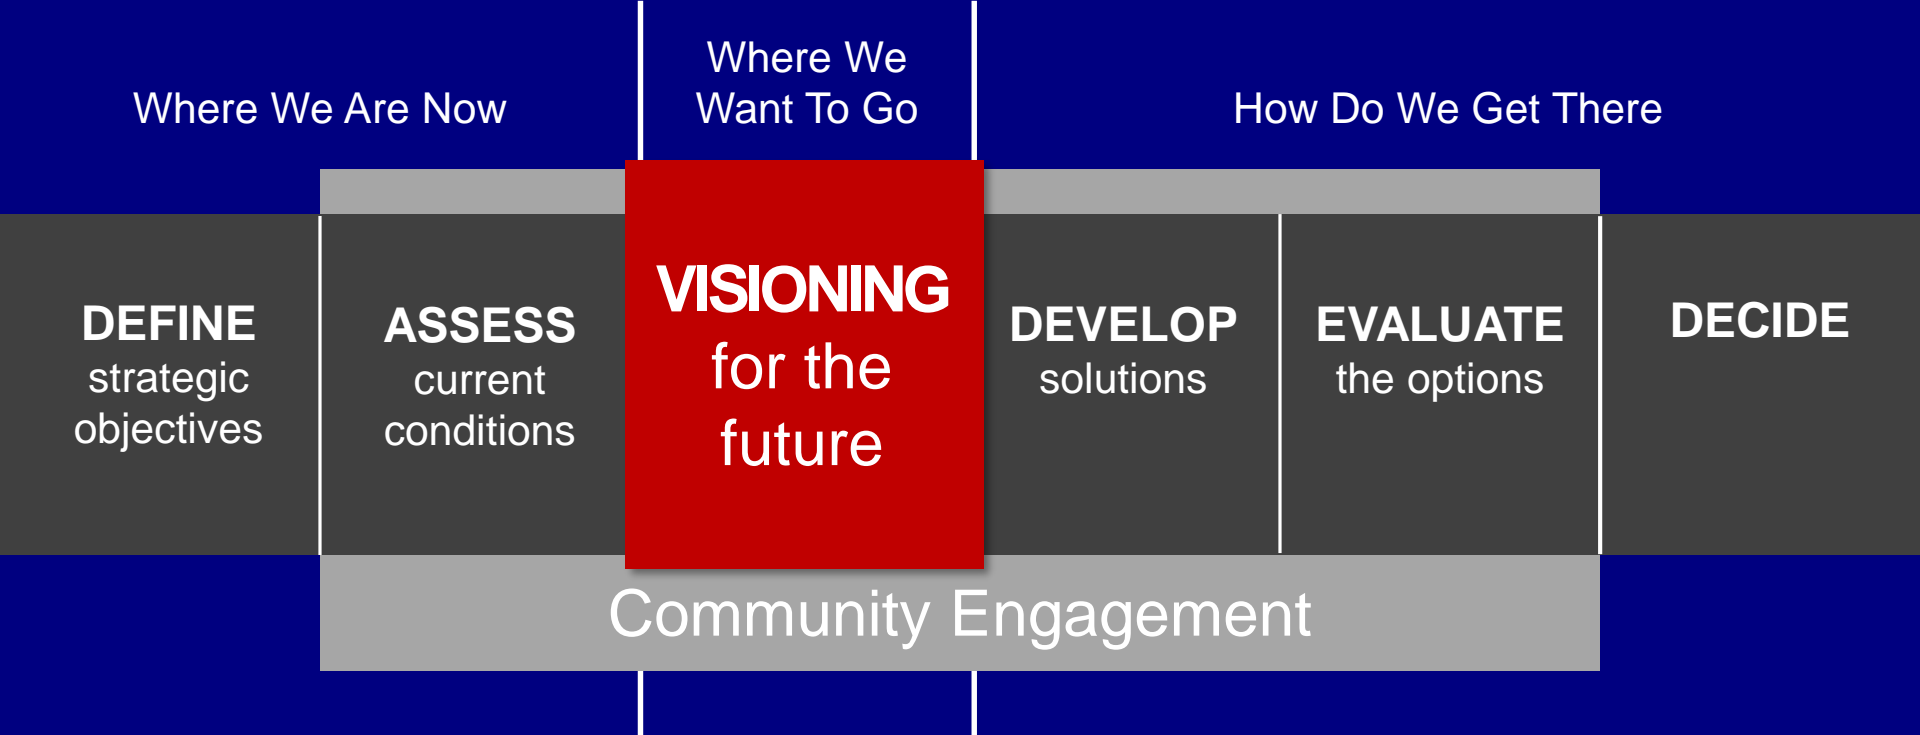 Where We Are Now
Where We
Want To Go
How Do We Get There
DEFINE
strategic
objectives
ASSESS
current
conditions
VISIONING
for the
future
DEVELOP
solutions
EVALUATE
the options
DECIDE
Community Engagement